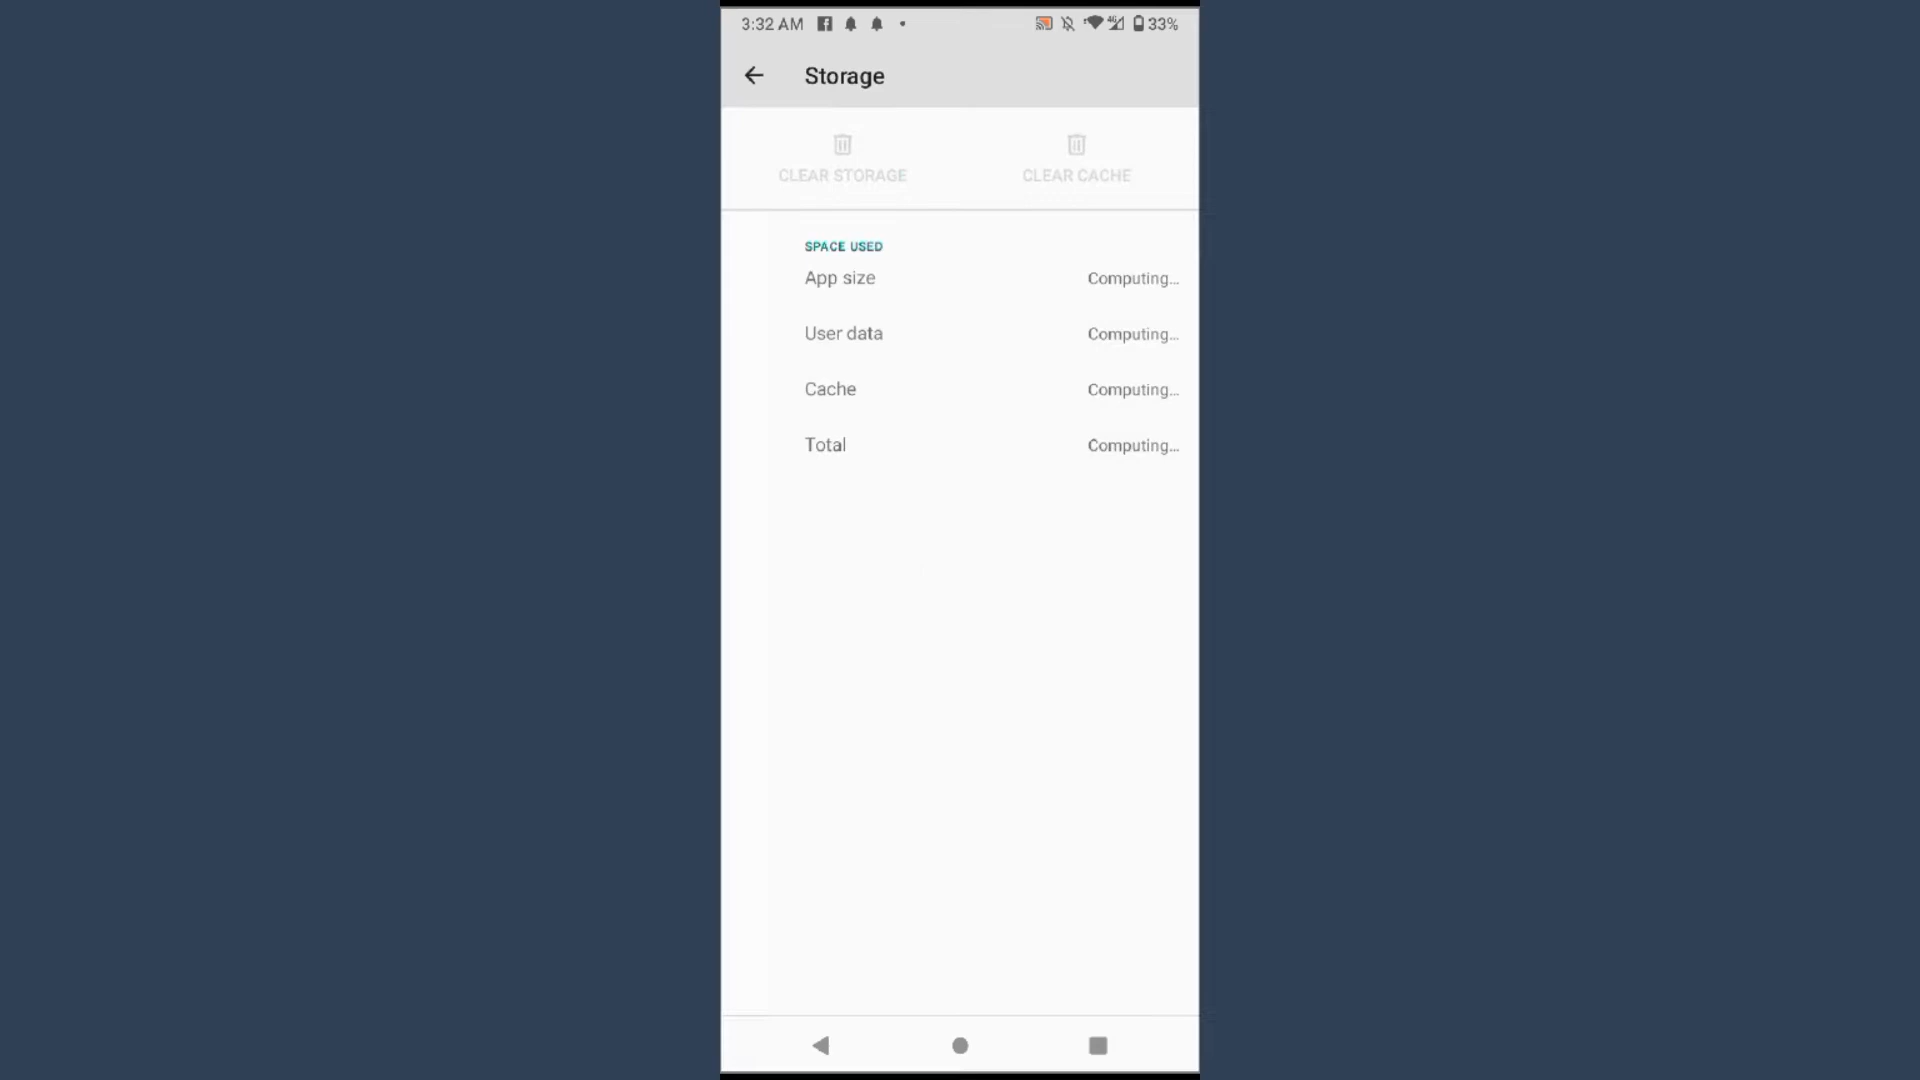 3:32 AM
4G
33%
Storage
CLEAR STORAGE
CLEAR CACHE
SPACE USED
App size
Computing...
User data
Computing...
Cache
Computing...
Total
Computing...